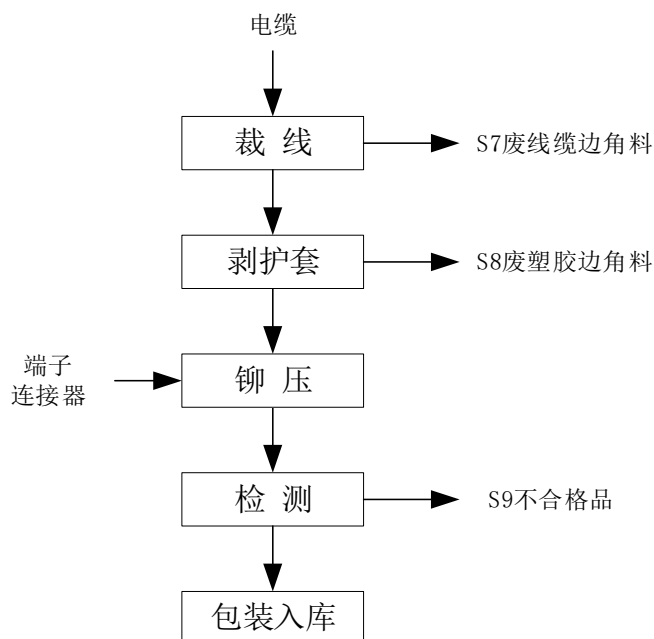 电缆
裁 线
S7废线缆边角料
剥护套
S8废塑胶边角料
端子
连接器
铆 压
检 测
S9不合格品
包装入库